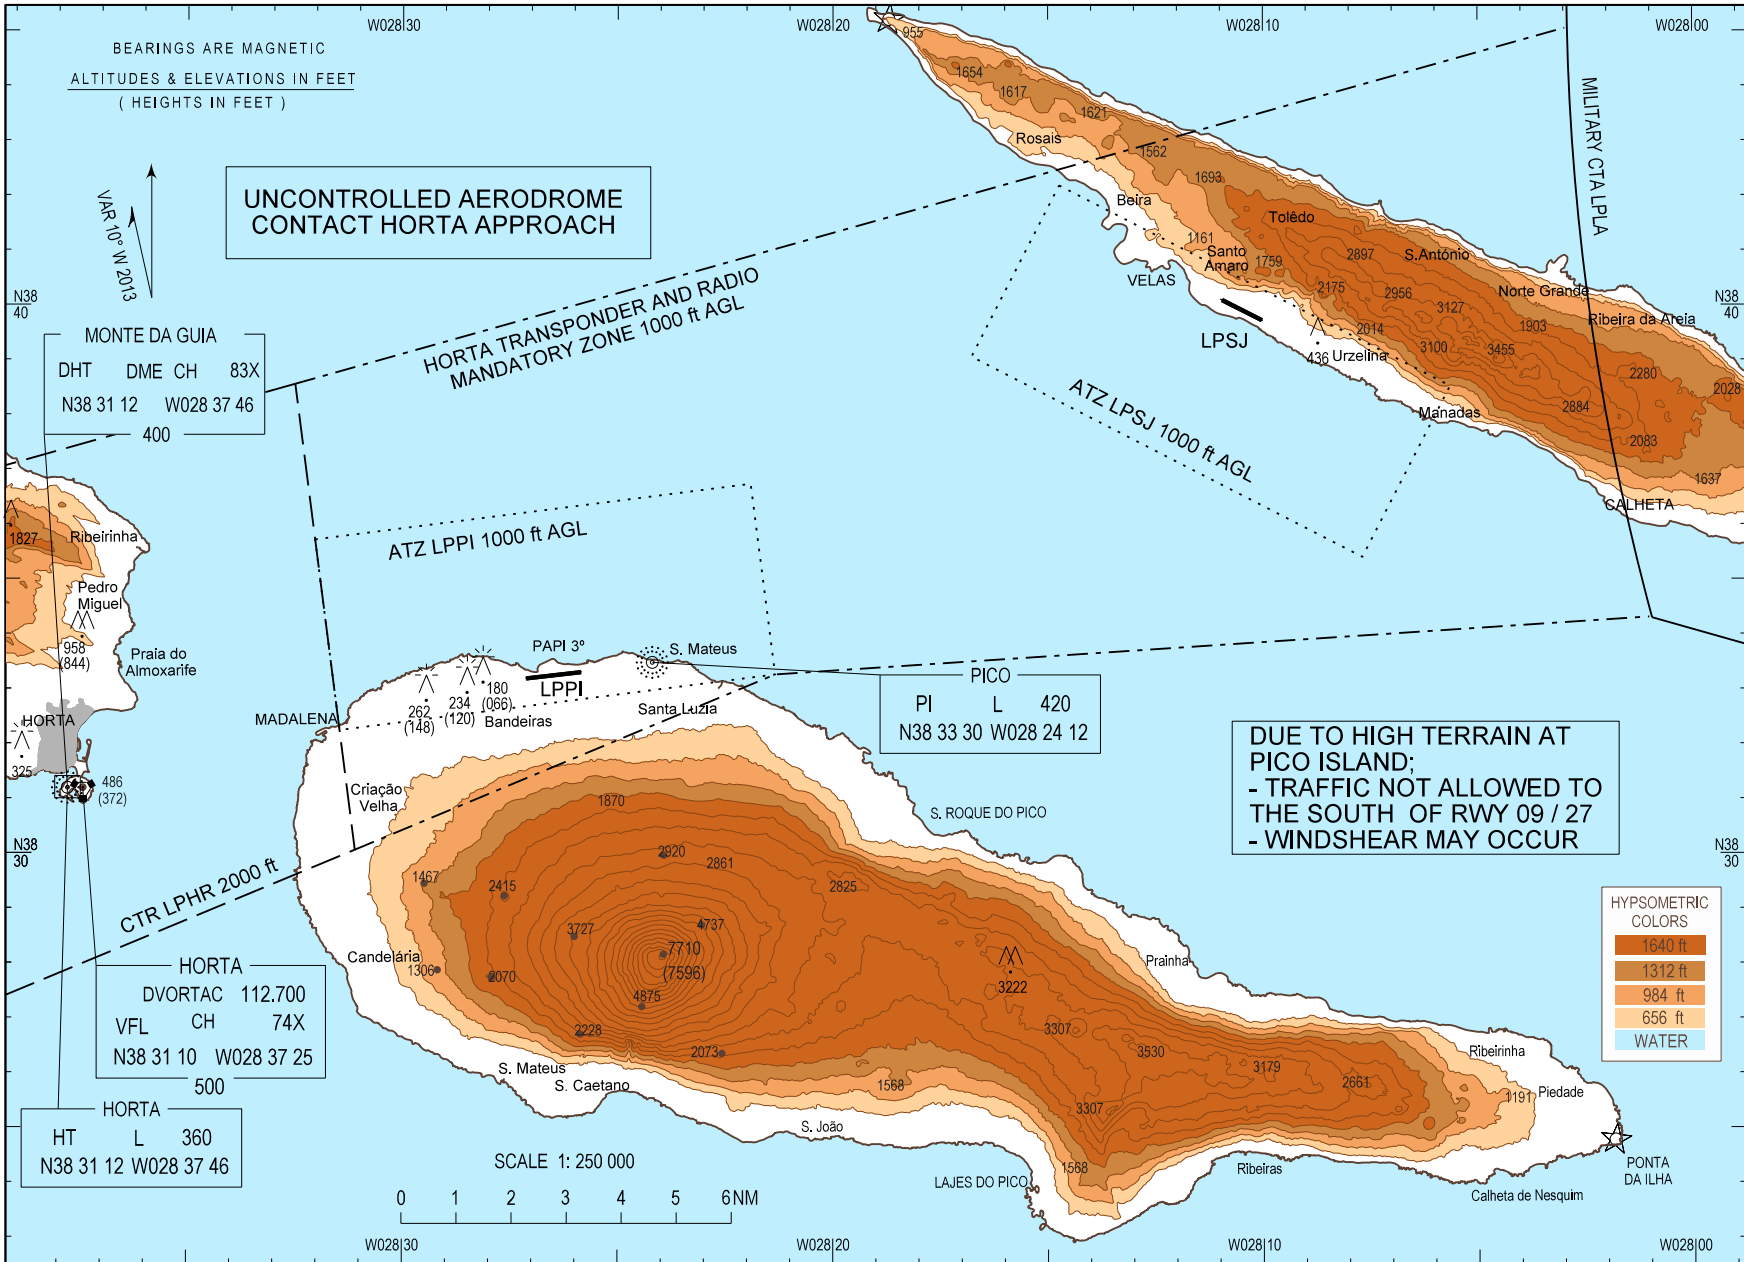 W028 30
W028 20
W028 10
W028 00
BEARINGS ARE MAGNETIC
ALTITUDES & ELEVATIONS IN FEET
( HEIGHTS IN FEET )
VAR 10° W 2013
UNCONTROLLED AERODROME
CONTACT HORTA APPROACH
MILITARY CTA LPLA
955
1654
1617
1621
Rosais
1562
1693
Beira
Tolêdo
1161
Santo
Amaro
1759
2897
S.António
VELAS
2175
2956
Norte Grande
3127
1903
Ribeira da Areia
N38
40
N38
40
LPSJ
2014
436
Urzelina
3100
3455
2280
2028
2884
Manadas
2083
1637
CALHETA
HORTA TRANSPONDER AND RADIO
MANDATORY ZONE 1000 ft AGL
ATZ LPSJ 1000 ft AGL
ATZ LPPI 1000 ft AGL
MONTE DA GUIA
DHT DME CH 83X
N38 31 12 W028 37 46
400
1827
Ribeirinha
Pedro
Miguel
958
(844)
Praia do
Almoxarife
HORTA
325
486
(372)
PAPI 3º
S. Mateus
LPPI
180
(066)
234
(120)
262
(148)
Bandeiras
MADALENA
Santa Luzia
PICO
PI L 420
N38 33 30 W028 24 12
DUE TO HIGH TERRAIN AT
PICO ISLAND;
- TRAFFIC NOT ALLOWED TO
THE SOUTH OF RWY 09 / 27
- WINDSHEAR MAY OCCUR
Criação
Velha
1870
S. ROQUE DO PICO
N38
30
N38
30
CTR LPHR 2000 ft
2920
2861
1467
2415
2825
3727
4737
7710
(7596)
Candelária
1306
2070
4875
3222
Prainha
2228
2073
3307
3530
3179
2661
1568
3307
1191
1568
Ribeirinha
Piedade
S. Mateus
S. Caetano
S. João
LAJES DO PICO
Ribeiras
Calheta de Nesquim
PONTA
DA ILHA
HYPSOMETRIC
COLORS
1640 ft
1312 ft
984 ft
656 ft
WATER
HORTA
DVORTAC 112.700
VFL CH 74X
N38 31 10 W028 37 25
500
HORTA
HT L 360
N38 31 12 W028 37 46
SCALE 1: 250 000
0 1 2 3 4 5 6NM
W028 30
W028 20
W028 10
W028 00